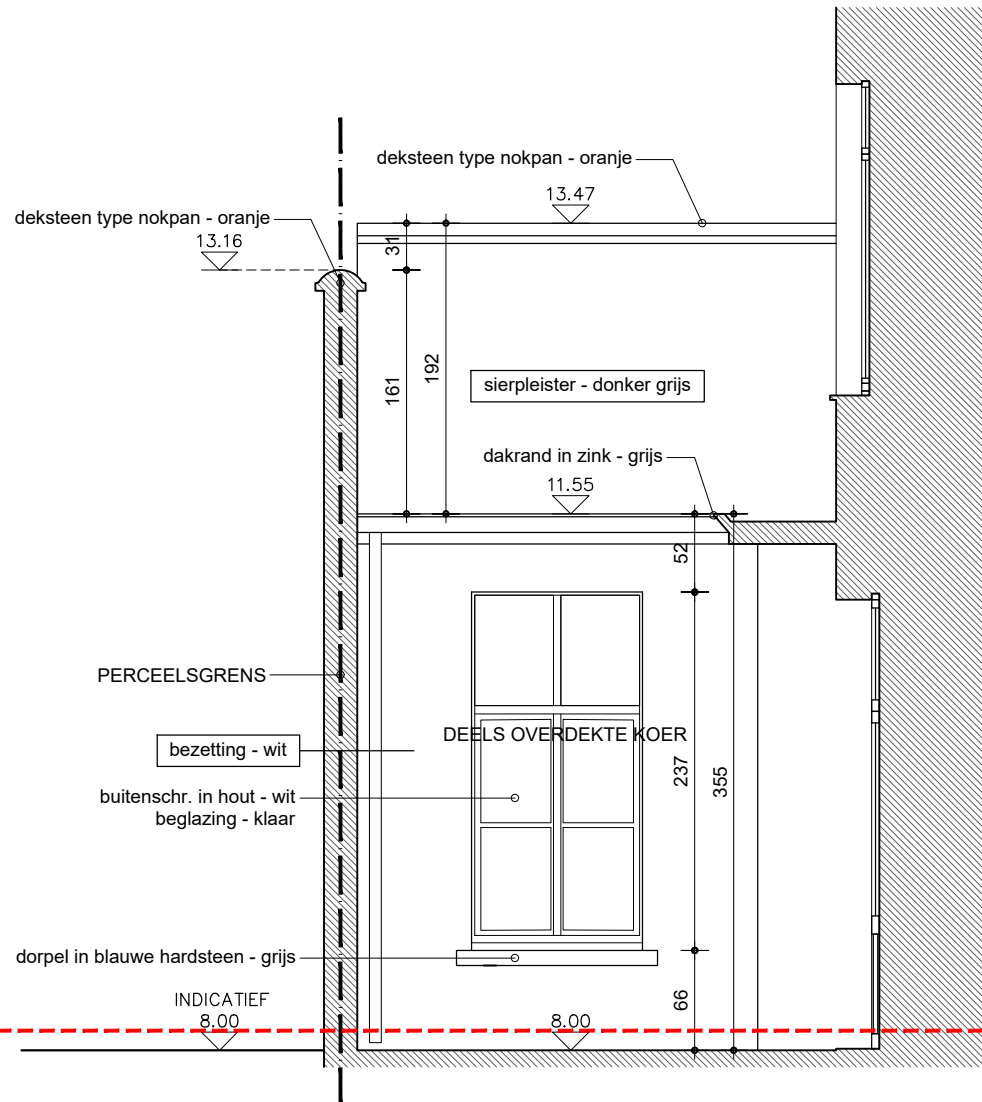 deksteen type nokpan - oranje
13.47
deksteen type nokpan - oranje
13.16
31
192
161
sierpleister - donker grijs
dakrand in zink - grijs
11.55
52
PERCEELSGRENS
DEELS OVERDEKTE KOER
bezetting - wit
237
355
buitenschr. in hout - wit
beglazing - klaar
dorpel in blauwe hardsteen - grijs
INDICATIEF
8.00
66
8.00